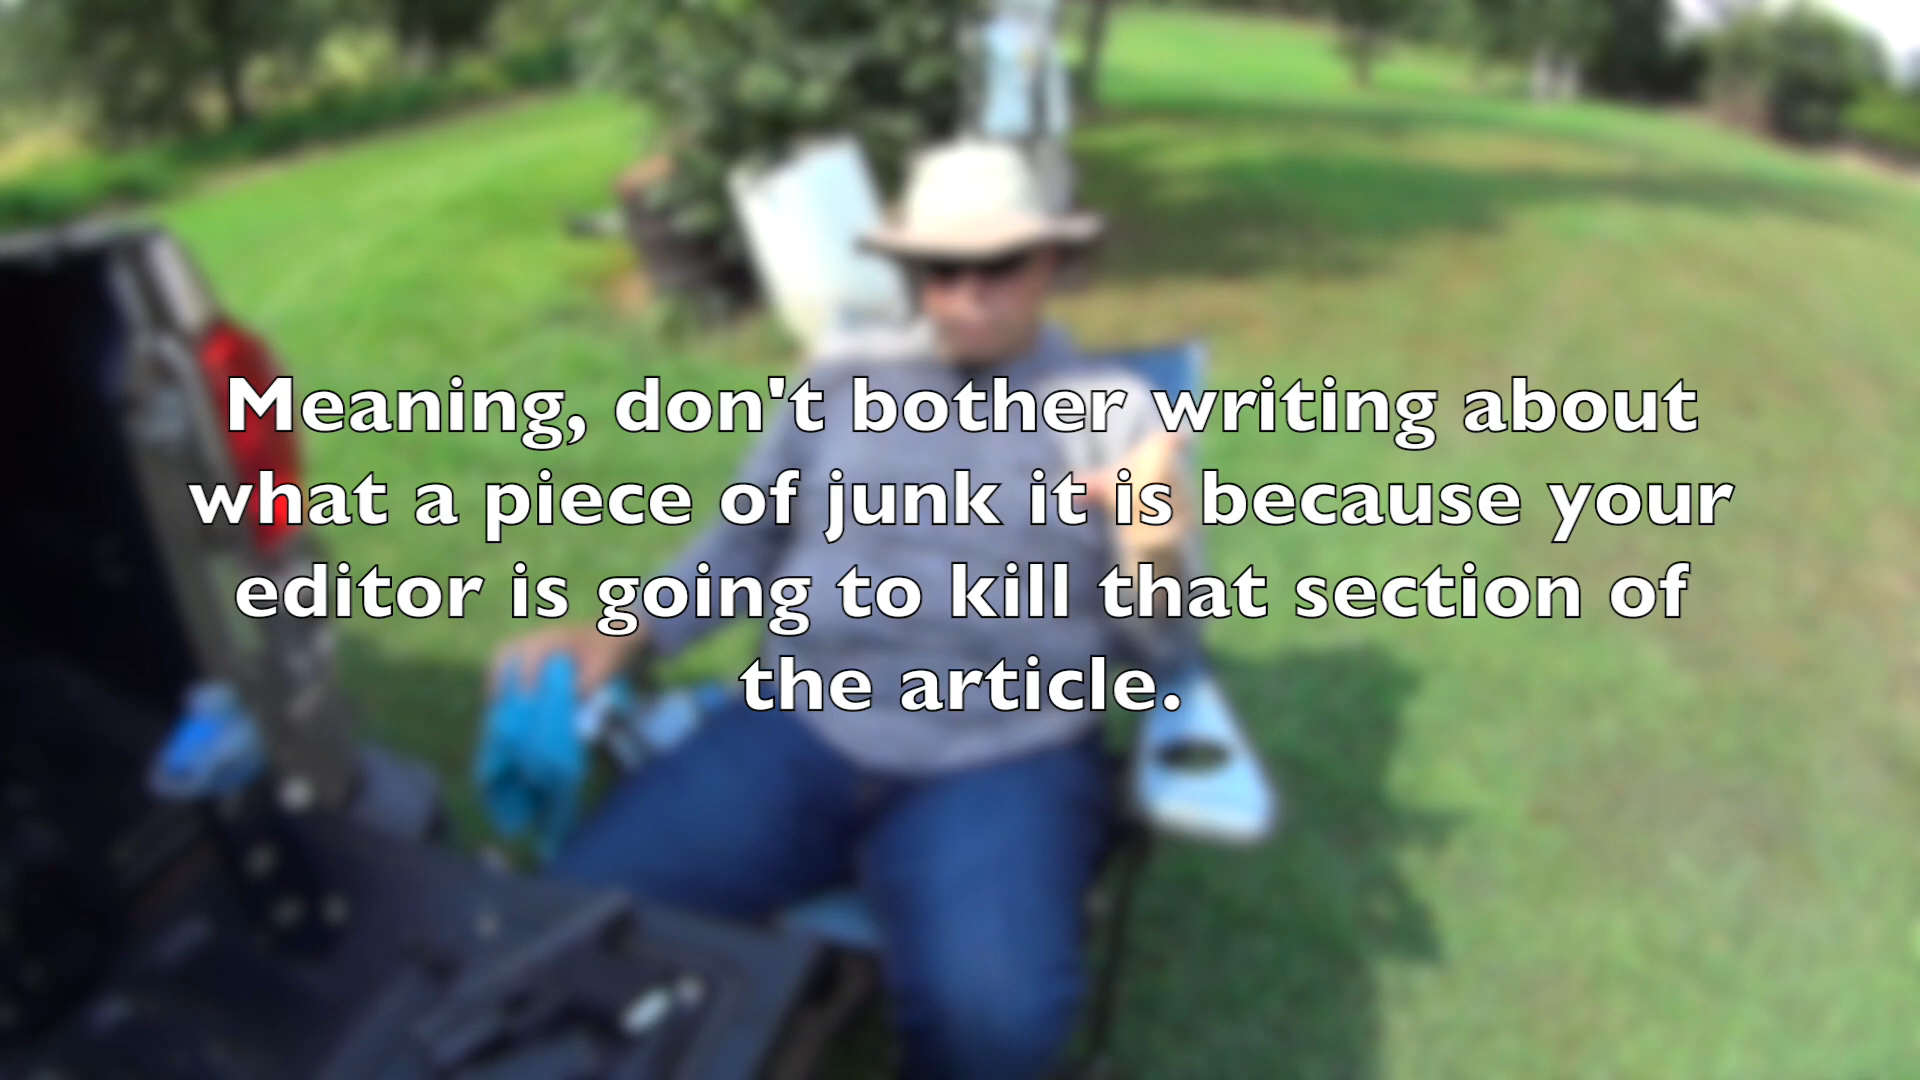 Meaning, don't bother writing about
what a piece of junk it is because your
editor is going to kill that section of
the article.